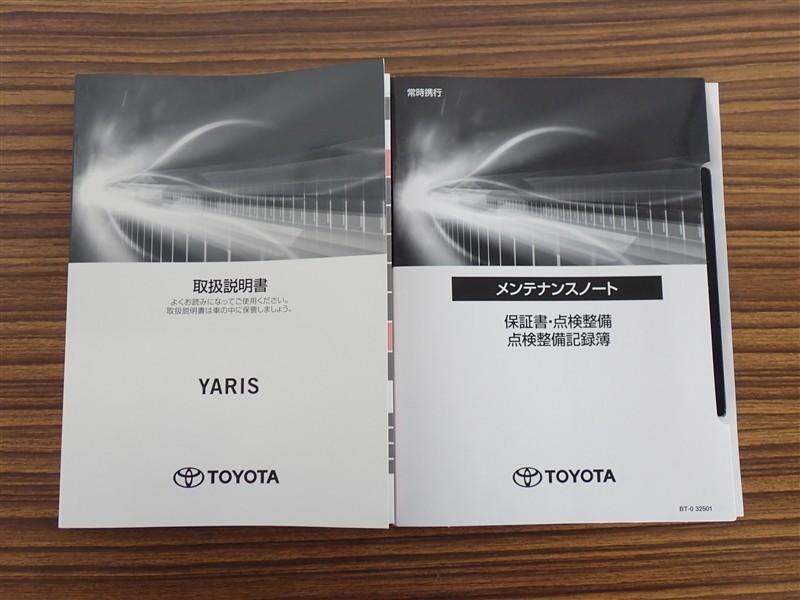 取扱説明書
よくお読みになってご使用ください。
取扱説明書は車の中に保管しましょう。
YARIS
TOYOTA
常時携行
メンテナンスノート
保証書・点検整備
点検整備記録簿
TOYOTA
BT-0 32501